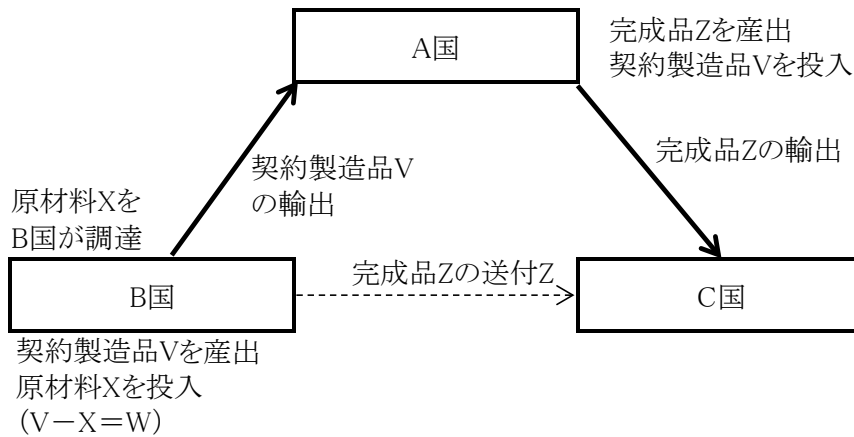 A国
完成品Zを産出
契約製造品Vを投入
契約製造品V
の輸出
完成品Zの輸出
原材料Xを
B国が調達
B国
完成品Zの送付Z
C国
契約製造品Vを産出
原材料Xを投入
(V－X＝W)